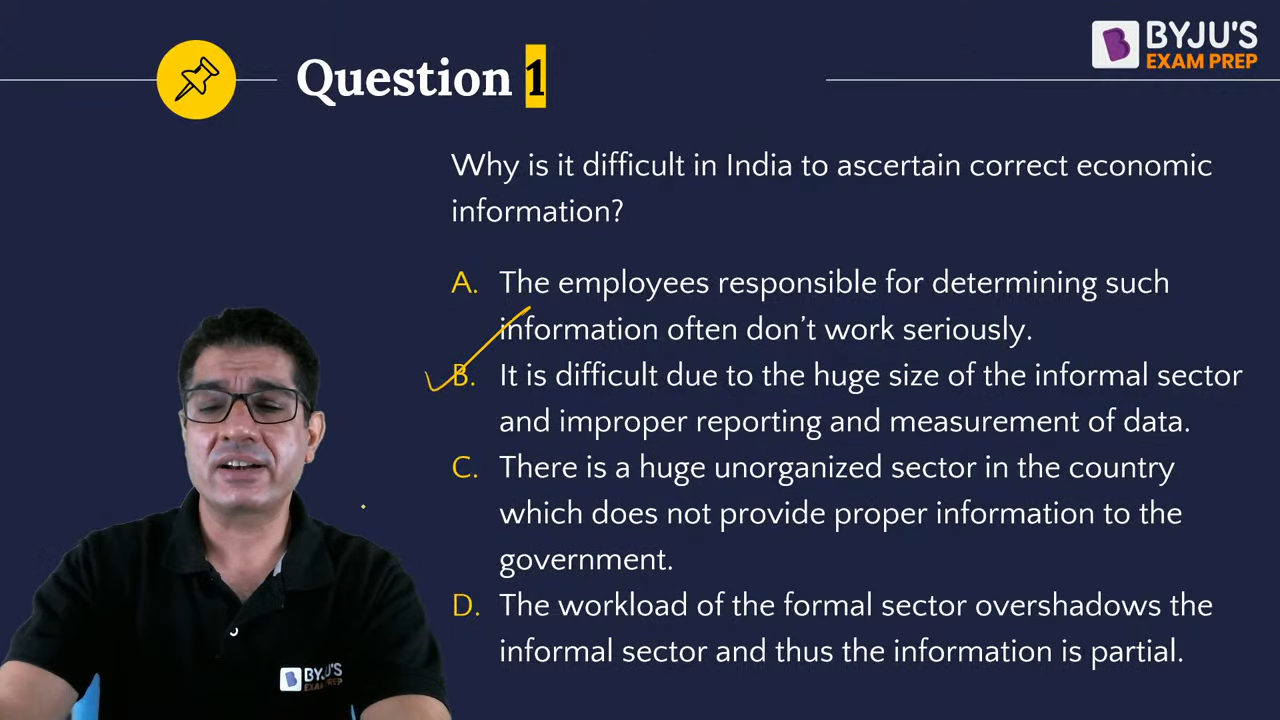 BYJU'S
EXAM PREP
Question 1
Why is it difficult in India to ascertain correct economic
information?
A. The employees responsible for determining such
information often don’t work seriously.
B. It is difficult due to the huge size of the informal sector
and improper reporting and measurement of data.
C. There is a huge unorganized sector in the country
which does not provide proper information to the
government.
D. The workload of the formal sector overshadows the
informal sector and thus the information is partial.
BYJU'S
EXAM PREP